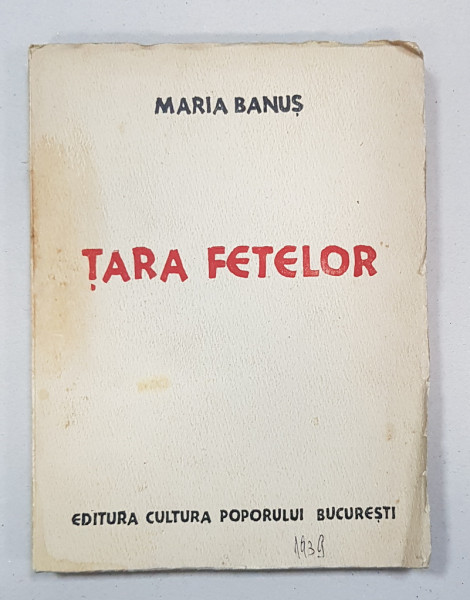 MARIA BANUȘ
ȚARA FETELOR
EDITURA CULTURA POPORULUI BUCUREȘTI
1939